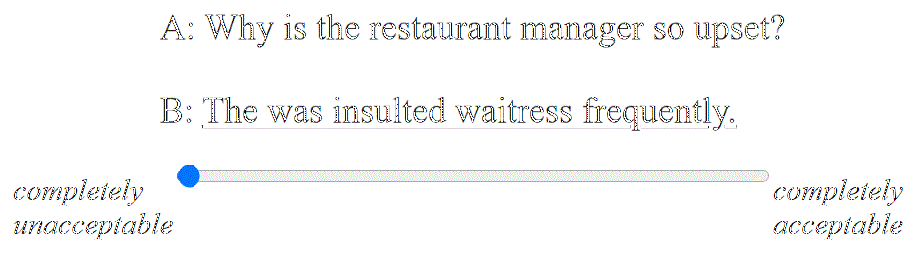 A: Why is the restaurant manager so upset?
B: The was insulted waitress frequently.
completely unacceptable
completely acceptable